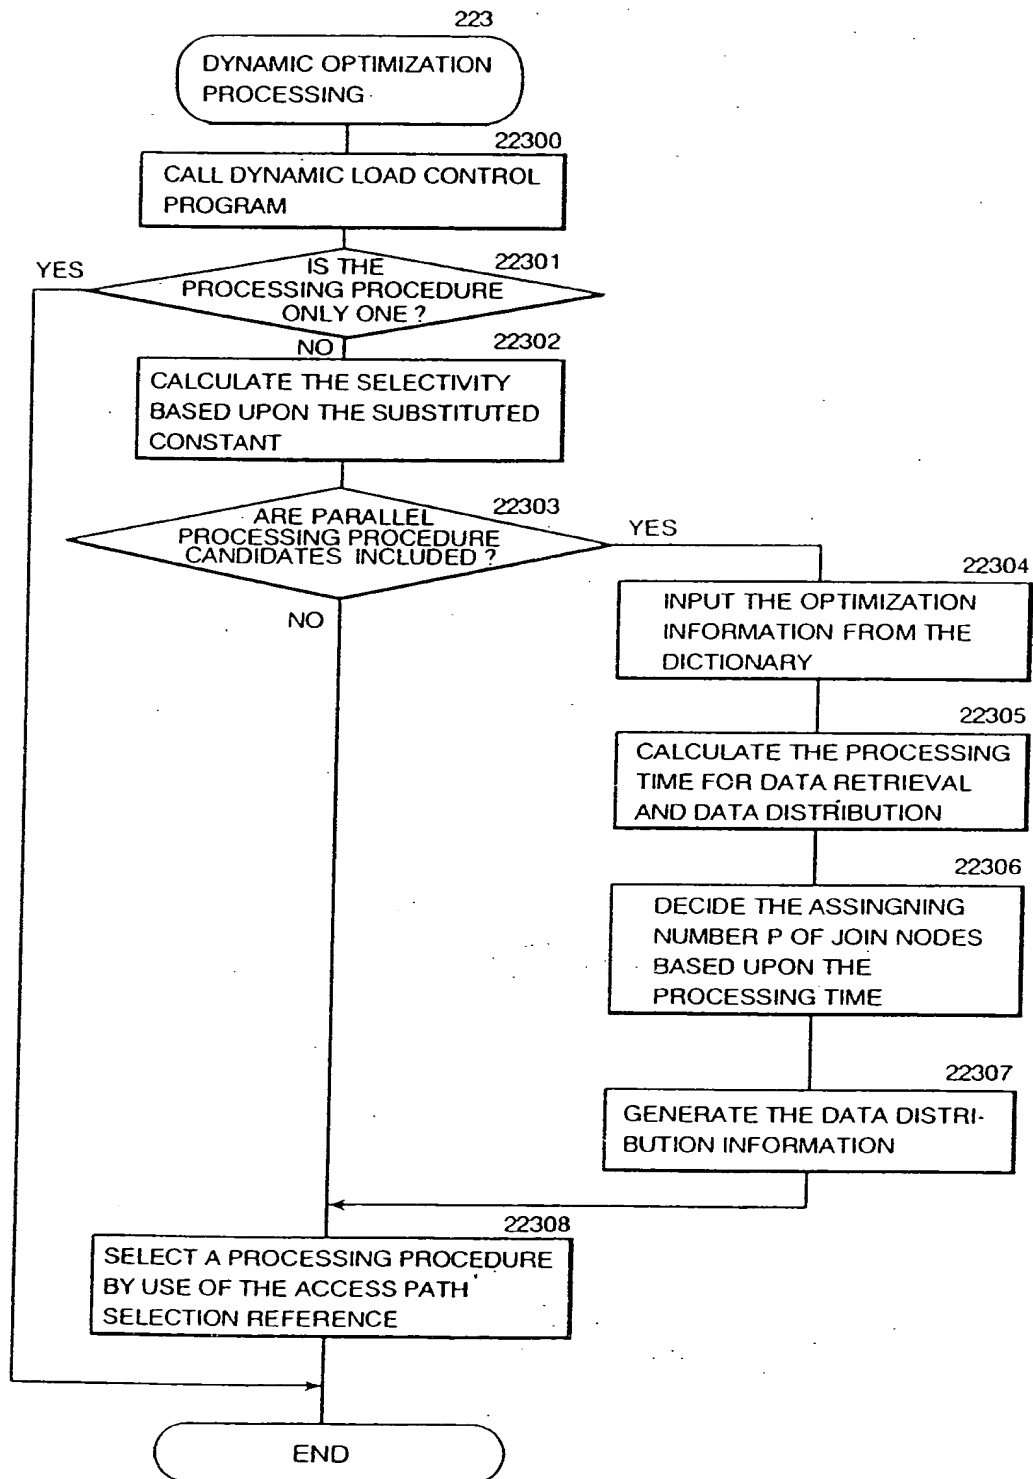 223
DYNAMIC OPTIMIZATION
PROCESSING
22300
CALL DYNAMIC LOAD CONTROL
PROGRAM
YES
22301
IS THE
PROCESSING PROCEDURE
ONLY ONE ?
NO
22302
CALCULATE THE SELECTIVITY
BASED UPON THE SUBSTITUTED
CONSTANT
22303
ARE PARALLEL
PROCESSING PROCEDURE
CANDIDATES INCLUDED ?
YES
NO
22304
INPUT THE OPTIMIZATION
INFORMATION FROM THE
DICTIONARY
22305
CALCULATE THE PROCESSING
TIME FOR DATA RETRIEVAL
AND DATA DISTRIBUTION
22306
DECIDE THE ASSINGNING
NUMBER P OF JOIN NODES
BASED UPON THE
PROCESSING TIME
22307
GENERATE THE DATA DISTRI-
BUTION INFORMATION
22308
SELECT A PROCESSING PROCEDURE
BY USE OF THE ACCESS PATH
SELECTION REFERENCE
END